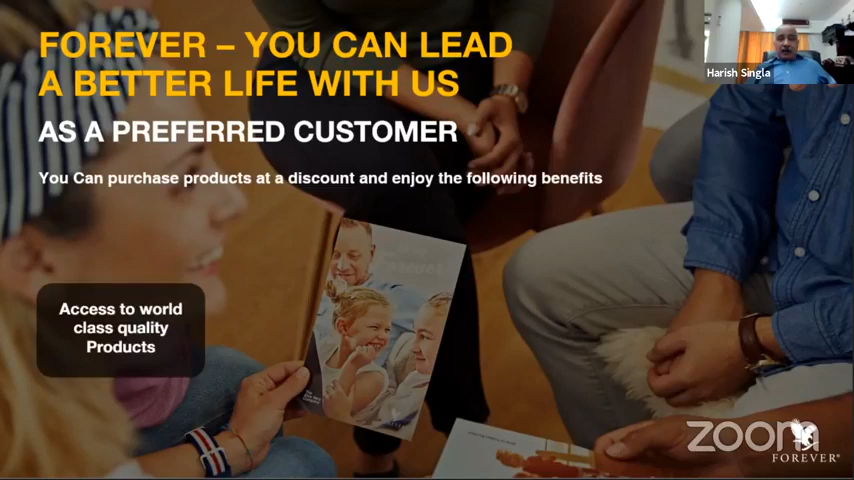 FOREVER – YOU CAN LEAD
A BETTER LIFE WITH US
AS A PREFERRED CUSTOMER
You Can purchase products at a discount and enjoy the following benefits
Access to world
class quality
Products
Harish Singla
zoom
FOREVER